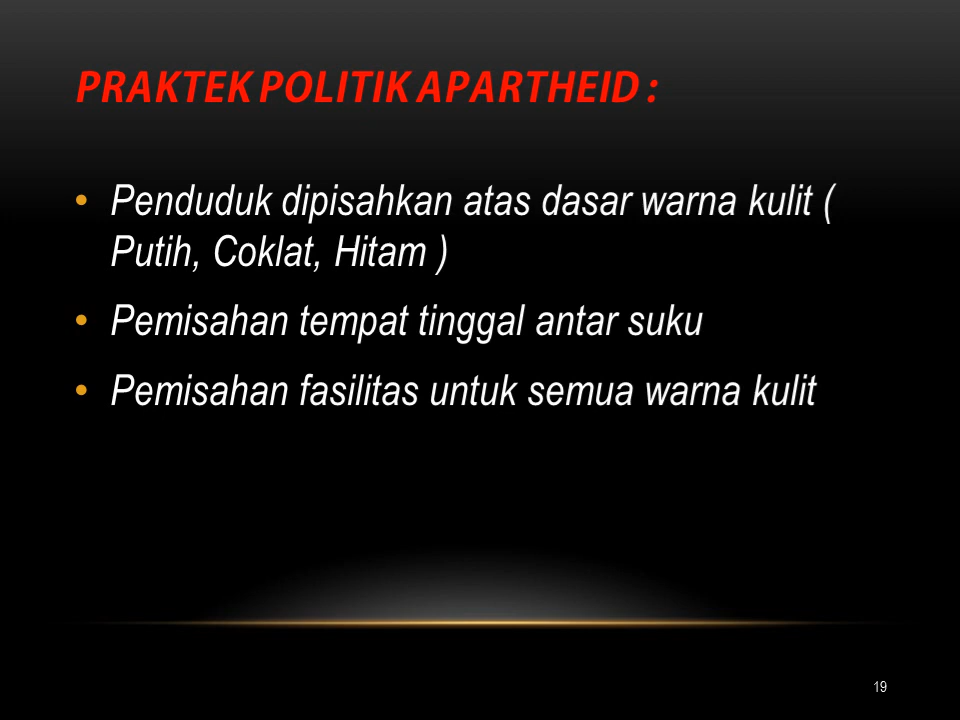 PRAKTEK POLITIK APARTHEID :
• Penduduk dipisahkan atas dasar warna kulit (
Putih, Coklat, Hitam )
• Pemisahan tempat tinggal antar suku
• Pemisahan fasilitas untuk semua warna kulit
19